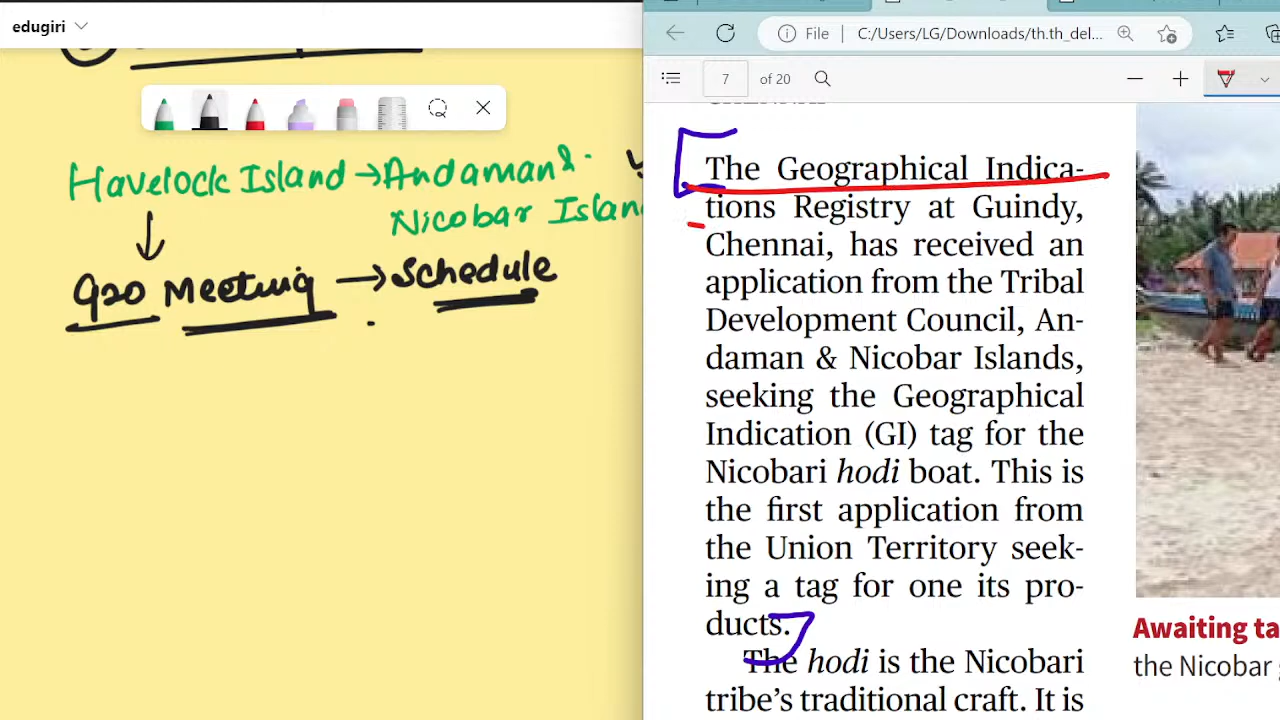 edugiri
Havelock Island → Andaman &
Nicobar Islan
G20 Meeting → Schedule
File
C:/Users/LG/Downloads/th.th_del...
7 of 20
The Geographical Indica-
tions Registry at Guindy,
Chennai, has received an
application from the Tribal
Development Council, An-
daman & Nicobar Islands,
seeking the Geographical
Indication (GI) tag for the
Nicobari hodi boat. This is
the first application from
the Union Territory seek-
ing a tag for one its pro-
ducts.
The hodi is the Nicobari
tribe's traditional craft. It is
Awaiting ta
the Nicobar